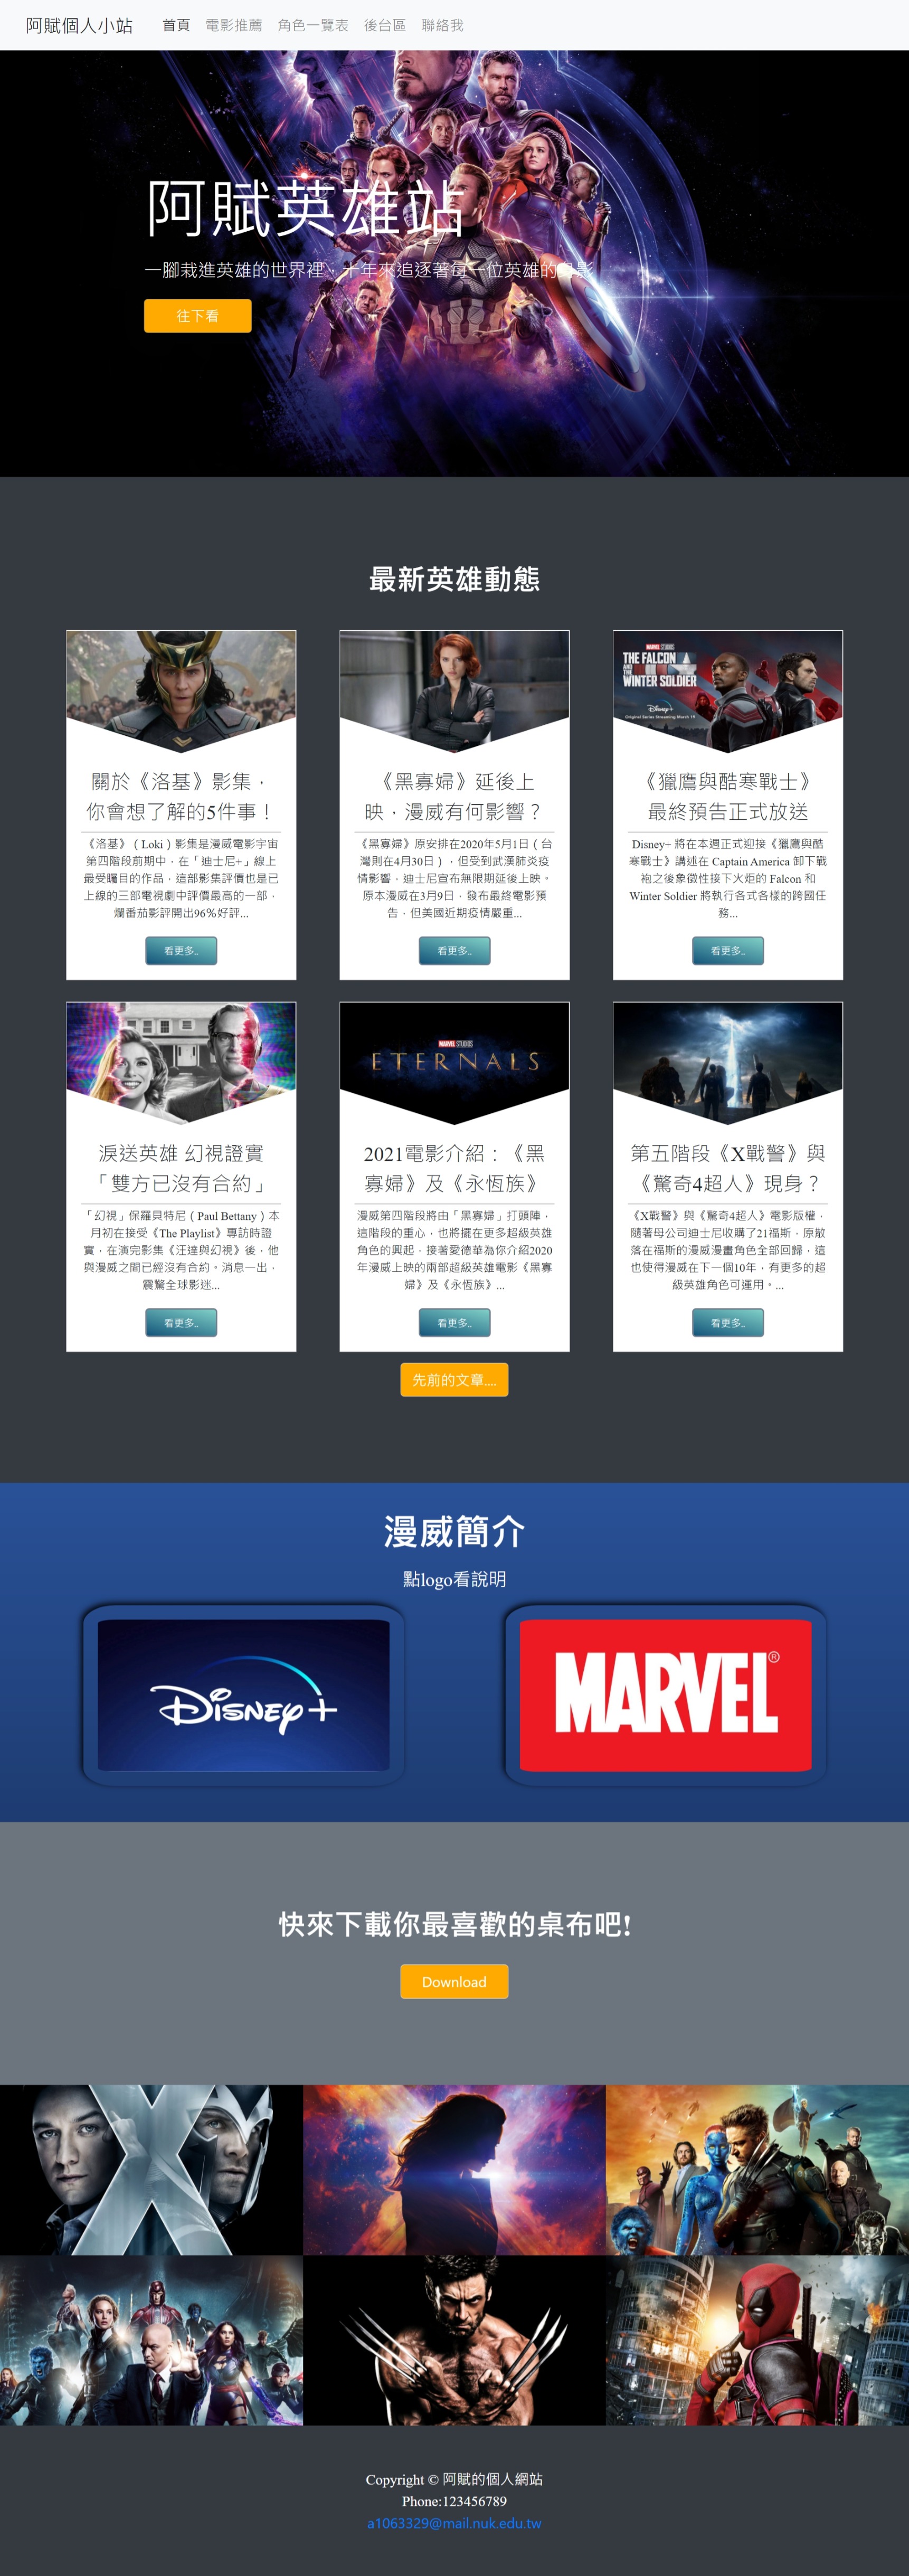 阿賦個人小站
首頁 電影推薦 角色一覽表 後台區 聯絡我
阿賦英雄站
一腳栽進英雄的世界裡，十年來追逐著每一位英雄的身影
往下看
最新英雄動態
MARVEL STUDIOS
THE FALCON
AND THE
WINTER SOLDIER
Disney+
Original Series Streaming March 19
關於《洛基》影集，
你會想了解的5件事！
《洛基》（Loki）影集是漫威電影宇宙
第四階段前期中，在「迪士尼+」線上
最受矚目的作品，這部影集評價也是已
上線的三部電視劇中評價最高的一部，
爛番茄影評開出96%好評...
看更多..
《黑寡婦》延後上
映，漫威有何影響？
《黑寡婦》原安排在2020年5月1日（台
灣則在4月30日），但受到武漢肺炎疫
情影響，迪士尼宣布無限期延後上映。
原本漫威在3月9日，發布最終電影預
告，但美國近期疫情嚴重...
看更多..
《獵鷹與酷寒戰士》
最終預告正式放送
Disney+ 將在本週正式迎接《獵鷹與酷
寒戰士》講述在 Captain America 卸下戰
袍之後象徵性接下火炬的 Falcon 和
Winter Soldier 將執行各式各樣的跨國任
務...
看更多..
MARVEL STUDIOS
ETERNALS
淚送英雄 幻視證實
「雙方已沒有合約」
「幻視」保羅貝特尼（Paul Bettany）本
月初在接受《The Playlist》專訪時證
實，在演完影集《汪達與幻視》後，他
與漫威之間已經沒有合約。消息一出，
震驚全球影迷...
看更多..
2021電影介紹：《黑
寡婦》及《永恆族》
漫威第四階段將由「黑寡婦」打頭陣，
這階段的重心，也將擺在更多超級英雄
角色的興起，接著愛德華為你介紹2020
年漫威上映的兩部超級英雄電影《黑寡
婦》及《永恆族》...
看更多..
第五階段《X戰警》與
《驚奇4超人》現身？
《X戰警》與《驚奇4超人》電影版權，
隨著母公司迪士尼收購了21福斯，原散
落在福斯的漫威漫畫角色全部回歸，這
也使得漫威在下一個10年，有更多的超
級英雄角色可運用。...
看更多..
先前的文章....
漫威簡介
點logo看說明
Disney+
MARVEL®
快來下載你最喜歡的桌布吧!
Download
Copyright © 阿賦的個人網站
Phone:123456789
a1063329@mail.nuk.edu.tw